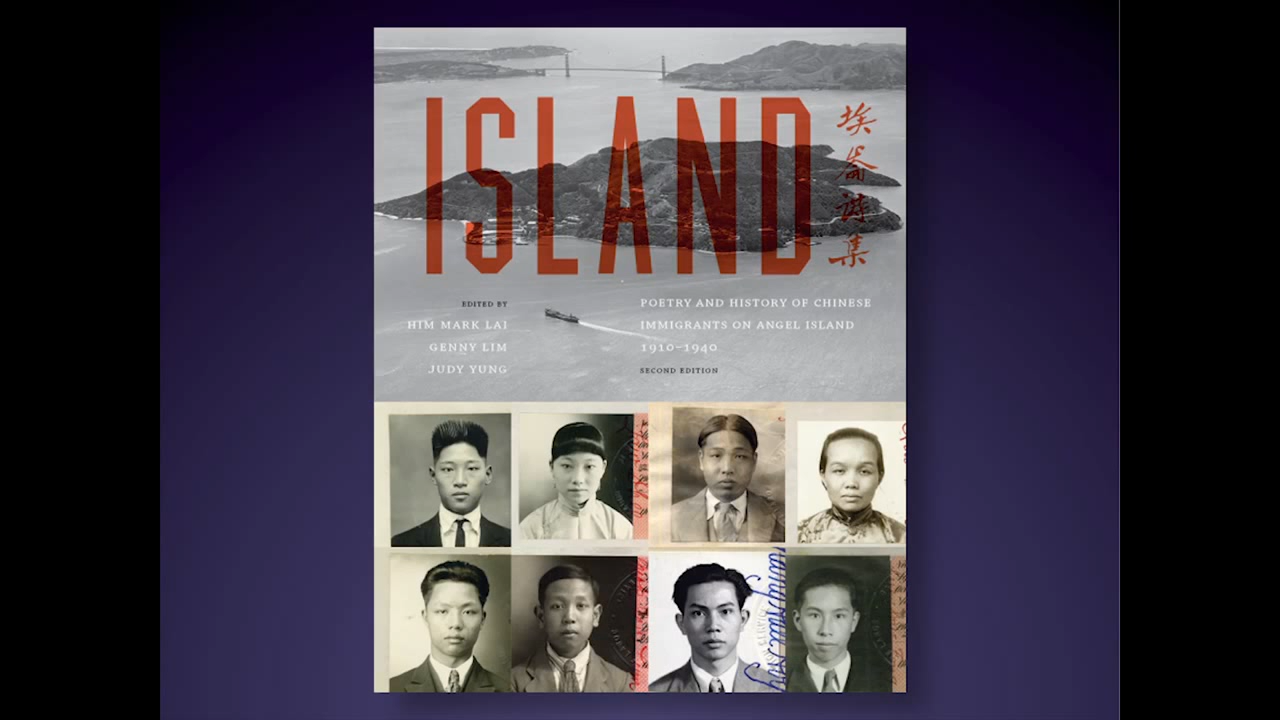 ISLAND
埃崙詩集
EDITED BY
HIM MARK LAI
GENNY LIM
JUDY YUNG
POETRY AND HISTORY OF CHINESE
IMMIGRANTS ON ANGEL ISLAND
1910–1940
SECOND EDITION